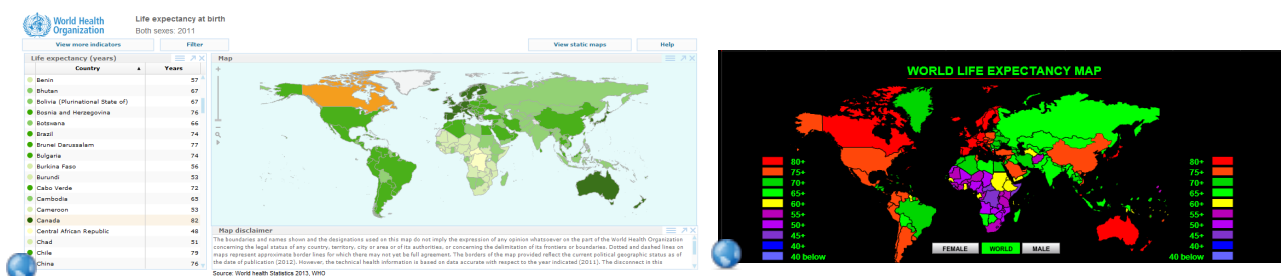 World Health
Organization
Life expectancy at birth
Both sexes: 2011
View more indicators
Filter
View static maps
Help
Life expectancy (years)
Country
Years
Benin 57
Bhutan 67
Bolivia (Plurinational State of) 67
Bosnia and Herzegovina 76
Botswana 66
Brazil 74
Brunei Darussalam 77
Bulgaria 74
Burkina Faso 56
Burundi 53
Cabo Verde 72
Cambodia 65
Cameroon 53
Canada 82
Central African Republic 48
Chad 51
Chile 79
China 76
Map
Map disclaimer
The boundaries and names shown and the designations used on this map do not imply the expression of any opinion whatsoever on the part of the World Health Organization
concerning the legal status of any country, territory, city or area or of its authorities, or concerning the delimitation of its frontiers or boundaries. Dotted and dashed lines on
maps represent approximate border lines for which there may not yet be full agreement. The borders of the map provided reflect the current political geographic status as of
the date of publication (2012). However, the technical health information is based on data accurate with respect to the year indicated (2011). The disconnect in this
Source: World health Statistics 2013, WHO
WORLD LIFE EXPECTANCY MAP
80+
75+
70+
65+
60+
55+
50+
45+
40+
40 below
FEMALE
WORLD
MALE
80+
75+
70+
65+
60+
55+
50+
45+
40+
40 below